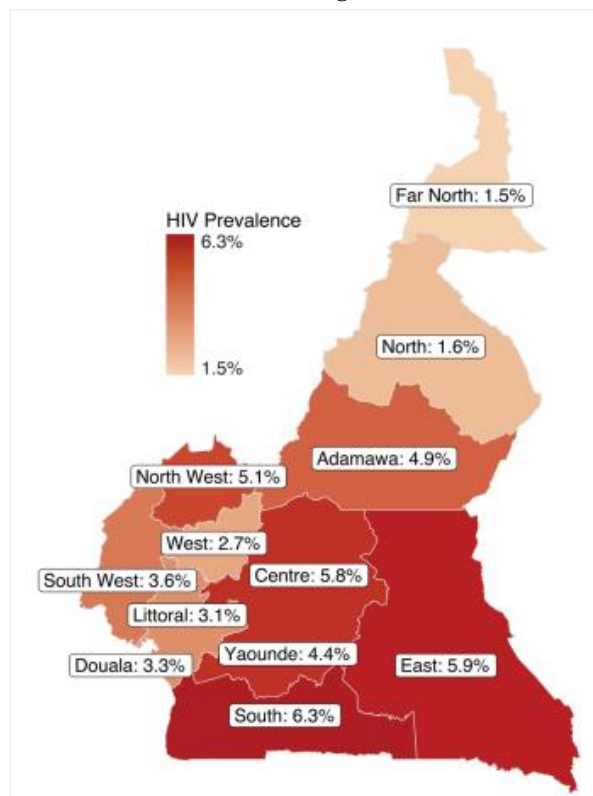 Far North: 1.5%
HIV Prevalence
6.3%
1.5%
North: 1.6%
Adamawa: 4.9%
North West: 5.1%
West: 2.7%
South West: 3.6%
Centre: 5.8%
Littoral: 3.1%
Douala: 3.3%
Yaounde: 4.4%
East: 5.9%
South: 6.3%